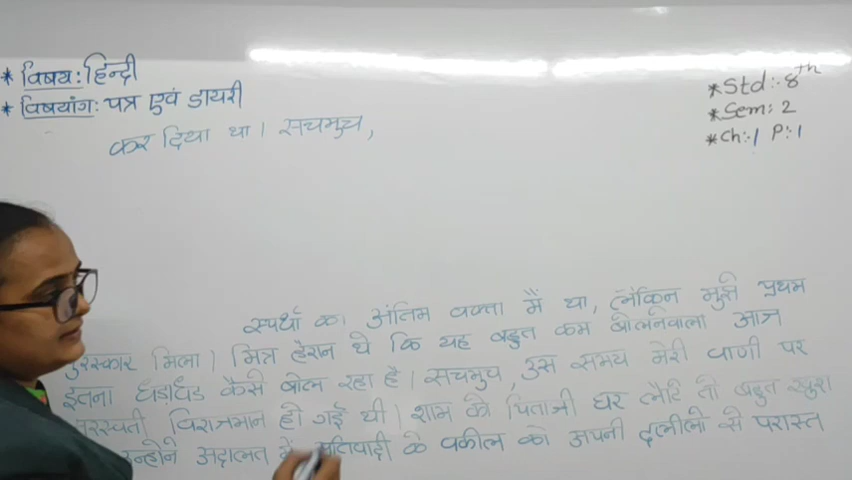 * विषय: हिन्दी
* विषयांग: पत्र एवं डायरी
* Std:- 8th
* Sem: 2
* Ch:-1 P:-1
कर दिया था। सचमुच,
स्पर्धा का अंतिम वक्ता मैं था, लेकिन मुझे प्रथम
पुरस्कार मिला। मित्र हैरान थे कि यह बहुत कम बोलनेवाला आज
इतना धड़ाधड कैसे बोल रहा है। सचमुच, उस समय मेरी वाणी पर
सरस्वती विराजमान हो गई थी। शाम को पिताजी घर लौटे तो बहुत खुश
उन्होंने अदालत में प्रतिवादी के वकील को अपनी दलीलो से परास्त